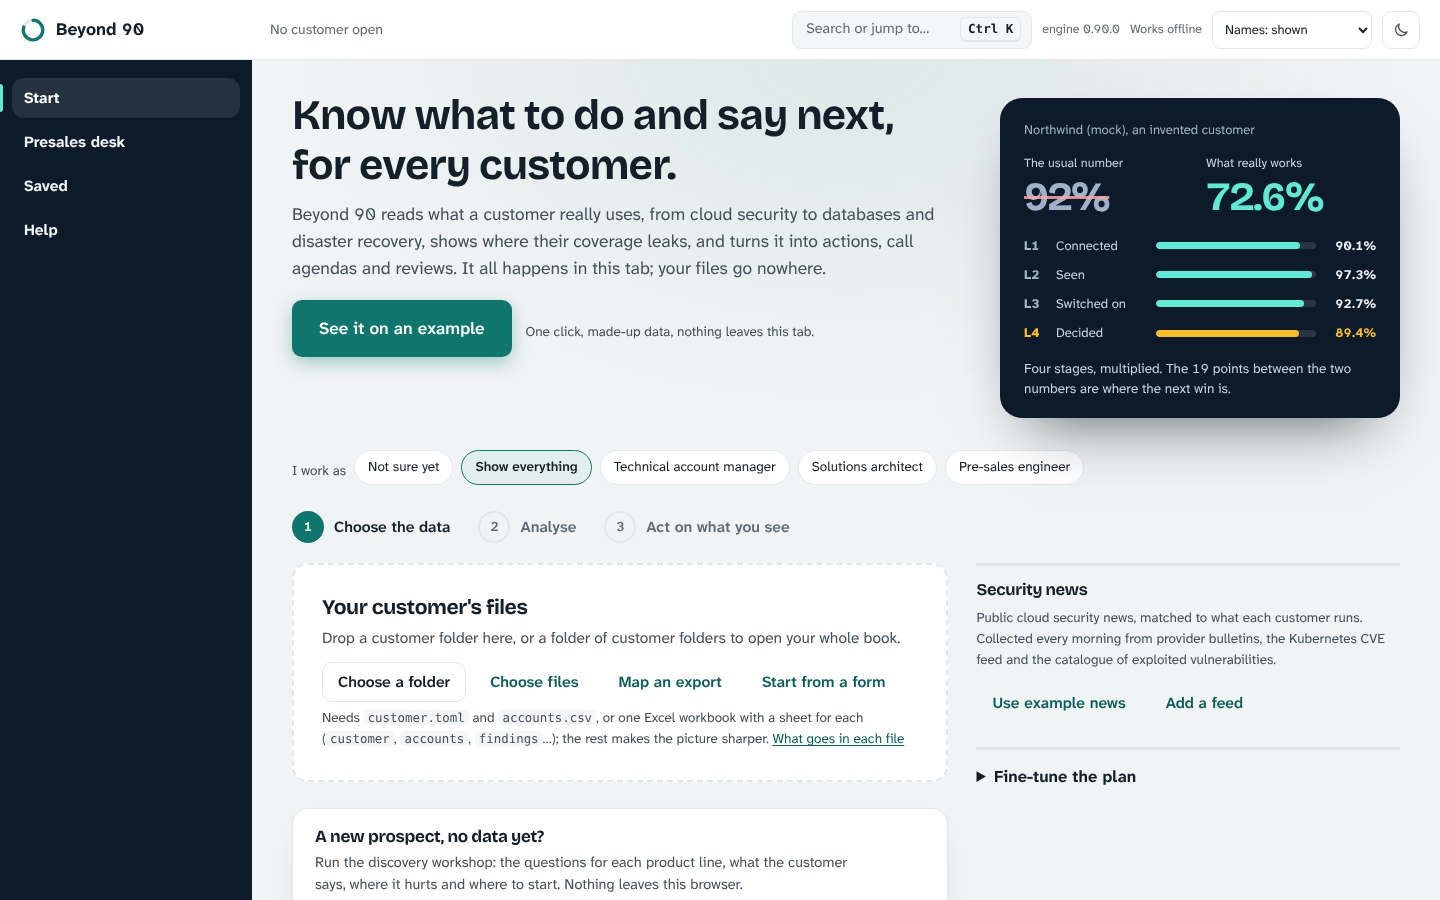 Beyond 90
No customer open
Search or jump to...
Ctrl K
engine 0.90.0
Works offline
Names: shown
Start
Presales desk
Saved
Help
Know what to do and say next,
for every customer.
Beyond 90 reads what a customer really uses, from cloud security to databases and
disaster recovery, shows where their coverage leaks, and turns it into actions, call
agendas and reviews. It all happens in this tab; your files go nowhere.
See it on an example
One click, made-up data, nothing leaves this tab.
Northwind (mock), an invented customer
The usual number
What really works
92%
72.6%
L1 Connected 90.1%
L2 Seen 97.3%
L3 Switched on 92.7%
L4 Decided 89.4%
Four stages, multiplied. The 19 points between the two
numbers are where the next win is.
I work as
Not sure yet
Show everything
Technical account manager
Solutions architect
Pre-sales engineer
1 Choose the data
2 Analyse
3 Act on what you see
Your customer's files
Drop a customer folder here, or a folder of customer folders to open your whole book.
Choose a folder
Choose files
Map an export
Start from a form
Needs customer.toml and accounts.csv, or one Excel workbook with a sheet for each
(customer, accounts, findings…); the rest makes the picture sharper. What goes in each file
Security news
Public cloud security news, matched to what each customer runs.
Collected every morning from provider bulletins, the Kubernetes CVE
feed and the catalogue of exploited vulnerabilities.
Use example news
Add a feed
Fine-tune the plan
A new prospect, no data yet?
Run the discovery workshop: the questions for each product line, what the customer
says, where it hurts and where to start. Nothing leaves this browser.